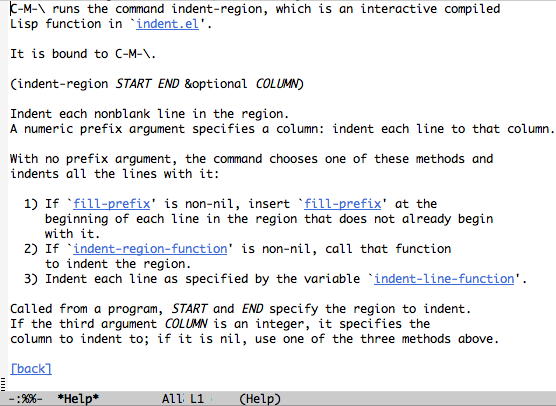 C-M-\ runs the command indent-region, which is an interactive compiled
Lisp function in `indent.el'.
It is bound to C-M-\.
(indent-region START END &optional COLUMN)
Indent each nonblank line in the region.
A numeric prefix argument specifies a column: indent each line to that column.
With no prefix argument, the command chooses one of these methods and
indents all the lines with it:
1) If `fill-prefix' is non-nil, insert `fill-prefix' at the
beginning of each line in the region that does not already begin
with it.
2) If `indent-region-function' is non-nil, call that function
to indent the region.
3) Indent each line as specified by the variable `indent-line-function'.
Called from a program, START and END specify the region to indent.
If the third argument COLUMN is an integer, it specifies the
column to indent to; if it is nil, use one of the three methods above.
[back]
-:%%-  *Help*        All L1     (Help)